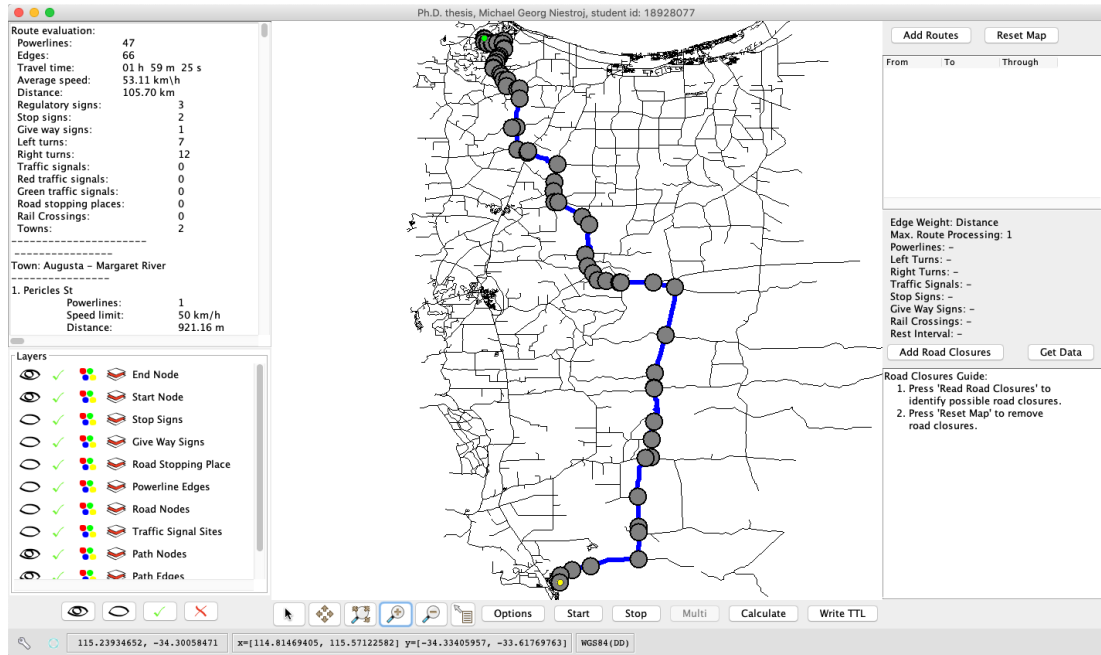 Ph.D. thesis, Michael Georg Niestroj, student id: 18928077
Route evaluation:
Powerlines: 47
Edges: 66
Travel time: 01 h 59 m 25 s
Average speed: 53.11 km\h
Distance: 105.70 km
Regulatory signs: 3
Stop signs: 2
Give way signs: 1
Left turns: 7
Right turns: 12
Traffic signals: 0
Red traffic signals: 0
Green traffic signals: 0
Road stopping places: 0
Rail Crossings: 0
Towns: 2
-----------------------
-----------------
Town: Augusta – Margaret River
-----------------
1. Pericles St
Powerlines: 1
Speed limit: 50 km/h
Distance: 921.16 m
Layers
End Node
Start Node
Stop Signs
Give Way Signs
Road Stopping Place
Powerline Edges
Road Nodes
Traffic Signal Sites
Path Nodes
Path Edges
Add Routes Reset Map
From To Through
Edge Weight: Distance
Max. Route Processing: 1
Powerlines: –
Left Turns: –
Right Turns: –
Traffic Signals: –
Stop Signs: –
Give Way Signs: –
Rail Crossings: –
Rest Interval: –
Add Road Closures Get Data
Road Closures Guide:
1. Press 'Read Road Closures' to
identify possible road closures.
2. Press 'Reset Map' to remove
road closures.
Options Start Stop Multi Calculate Write TTL
115.23934652, -34.30058471 x=[114.81469405, 115.57122582] y=[-34.33405957, -33.61769763] WGS84(DD)